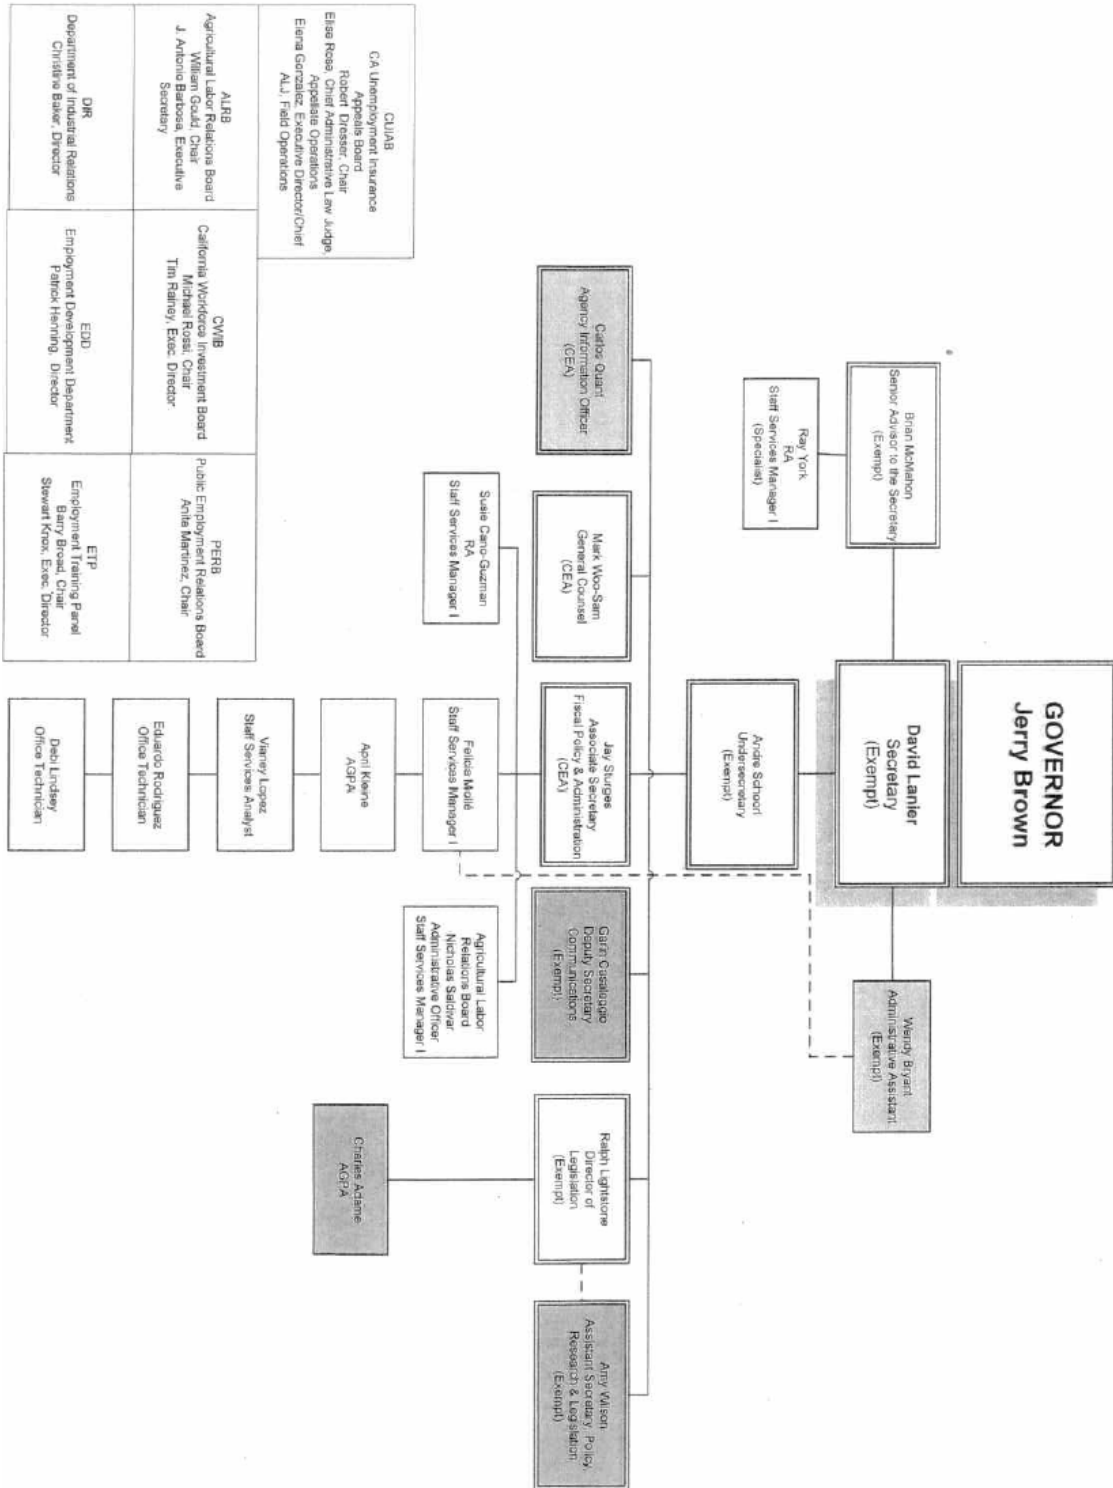 GOVERNOR
Jerry Brown
David Lanier
Secretary
(Exempt)
Brian McMahon
Senior Advisor to the Secretary
(Exempt)
Ray York
RA
Staff Services Manager I
(Specialist)
Wendy Bryant
Administrative Assistant
(Exempt)
Andre Schoorl
Undersecretary
(Exempt)
Carlos Quant
Agency Information Officer
(CEA)
Mark Woo-Sam
General Counsel
(CEA)
Jay Sturges
Associate Secretary
Fiscal Policy & Administration
(CEA)
Garin Casaleggio
Deputy Secretary
Communications
(Exempt)
Ralph Lightstone
Director of
Legislation
(Exempt)
Amy Wilson
Assistant Secretary, Policy,
Research & Legislation
(Exempt)
Susie Cano-Guzman
RA
Staff Services Manager I
Felicia Mollé
Staff Services Manager I
Agricultural Labor
Relations Board
Nicholas Saldivar
Administrative Officer
Staff Services Manager I
April Kleine
AGPA
Charles Adame
AGPA
Vianey Lopez
Staff Services Analyst
Eduardo Rodriguez
Office Technician
Debi Lindsey
Office Technician
CUIAB
CA Unemployment Insurance
Appeals Board
Robert Dresser, Chair
Elise Rose, Chief Administrative Law Judge,
Appellate Operations
Elena Gonzalez, Executive Director/Chief
ALJ, Field Operations
ALRB
Agricultural Labor Relations Board
William Gould, Chair
J. Antonio Barbosa, Executive
Secretary
CWIB
California Workforce Investment Board
Michael Rossi, Chair
Tim Rainey, Exec. Director
PERB
Public Employment Relations Board
Anita Martinez, Chair
DIR
Department of Industrial Relations
Christine Baker, Director
EDD
Employment Development Department
Patrick Henning, Director
ETP
Employment Training Panel
Barry Broad, Chair
Stewart Knox, Exec. Director